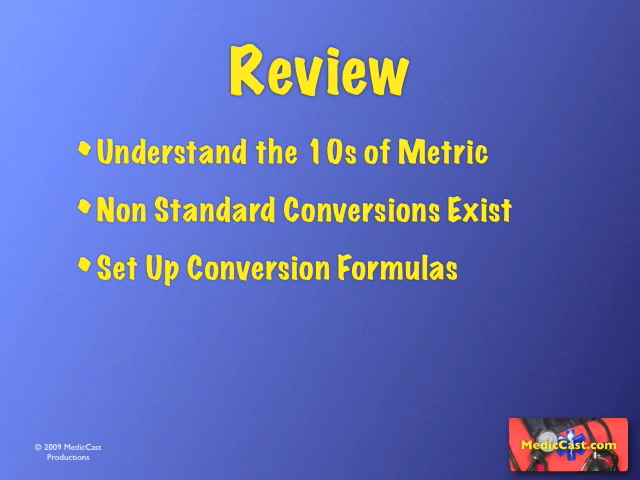 Review
• Understand the 10s of Metric
• Non Standard Conversions Exist
• Set Up Conversion Formulas
© 2009 MedicCast
Productions
MedicCast.com